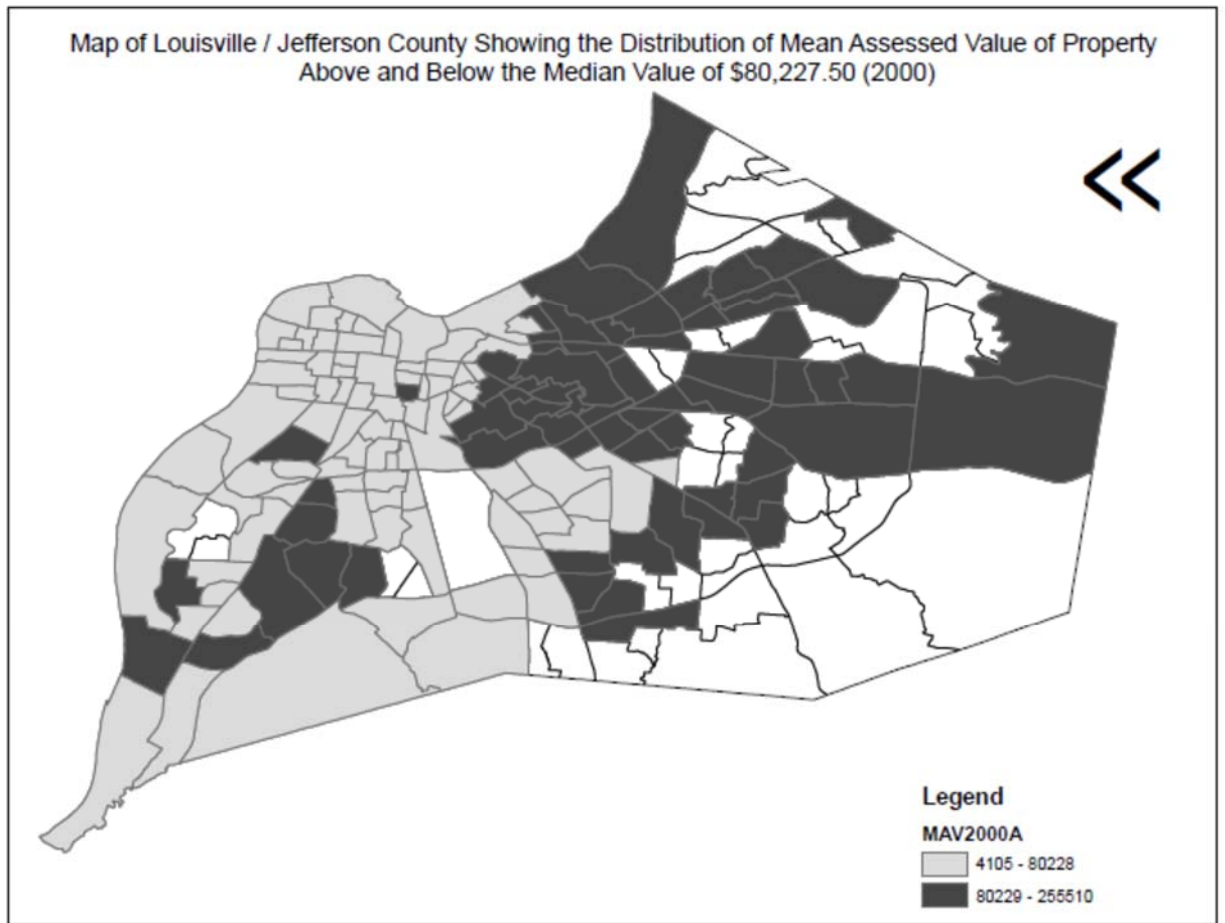 Map of Louisville / Jefferson County Showing the Distribution of Mean Assessed Value of Property
Above and Below the Median Value of $80,227.50 (2000)
<<
Legend
MAV2000A
4105 - 80228
80229 - 255510